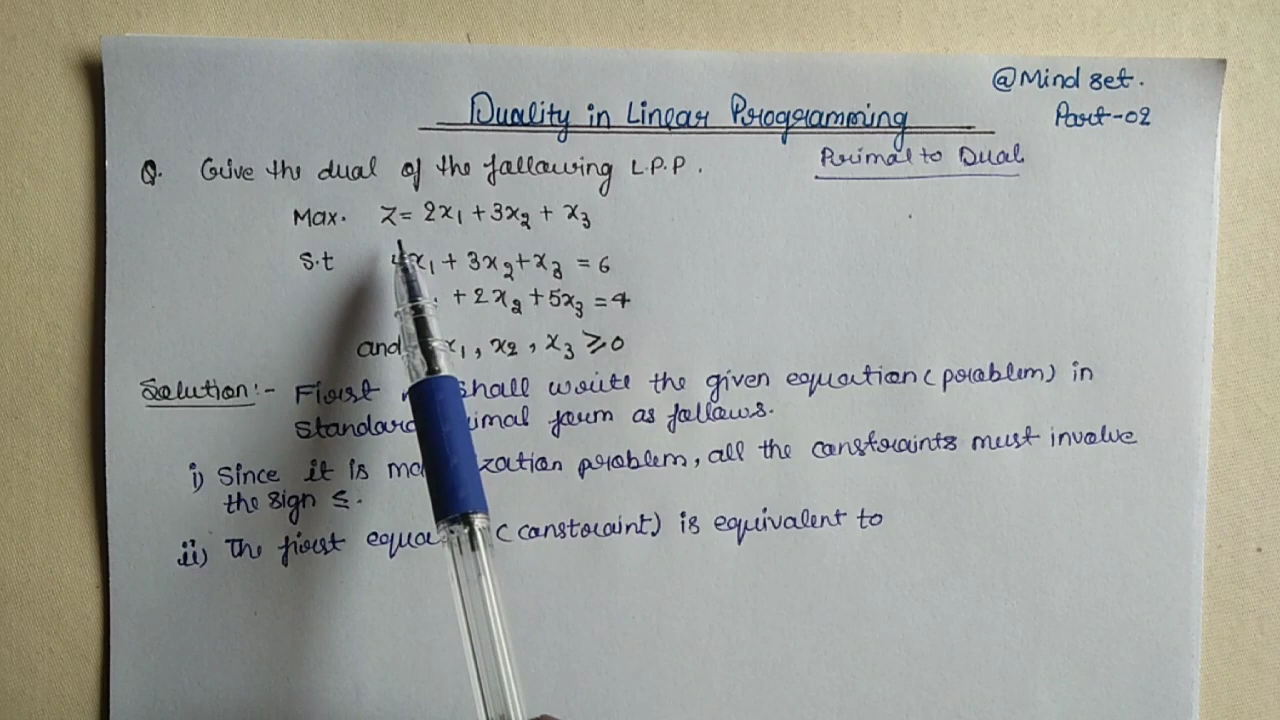 @Mind set.
Duality in Linear Programming
Part-02
Primal to Dual
Q. Give the dual of the fallawing L.P.P.
Max. Z= 2x₁ + 3x₂ + x₃
S.t 4x₁ + 3x₂ + x₃ = 6
+ 2x₂ + 5x₃ = 4
and x₁, x₂, x₃ ≥ 0
Solution:- First shall write the given equation (problem) in
standard form as follows.
i) Since it is problem, all the constraints must involve
the sign ≤.
ii) The first (constraint) is equivalent to